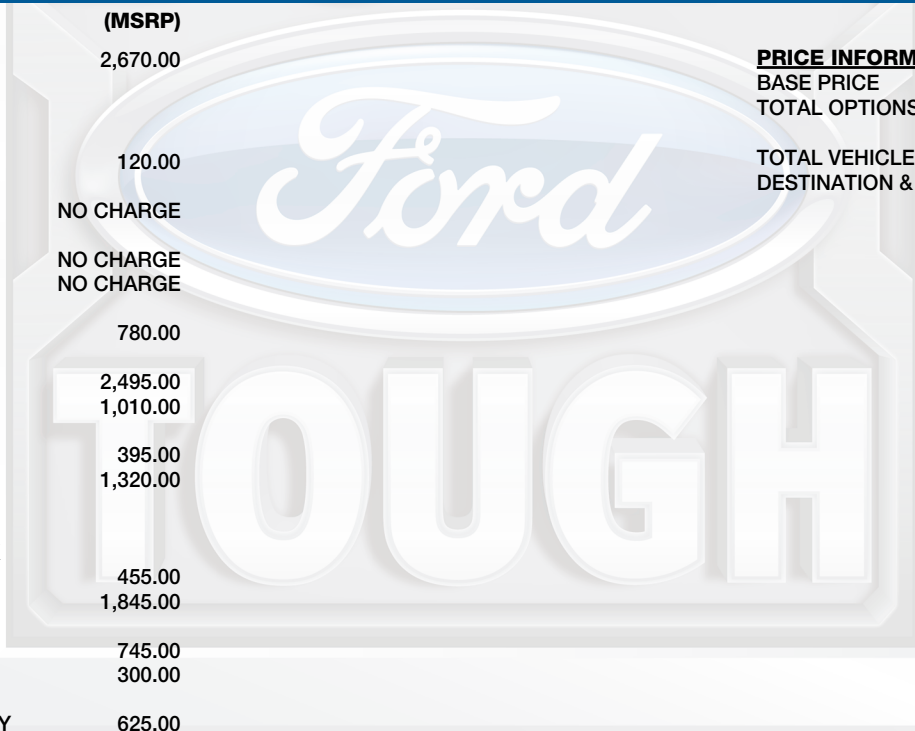 (MSRP)
2,670.00
120.00
NO CHARGE
NO CHARGE
NO CHARGE
780.00
2,495.00
1,010.00
395.00
1,320.00
455.00
1,845.00
745.00
300.00
Y 625.00
PRICE INFORM
BASE PRICE
TOTAL OPTIONS
TOTAL VEHICLE
DESTINATION &
Ford
TOUGH